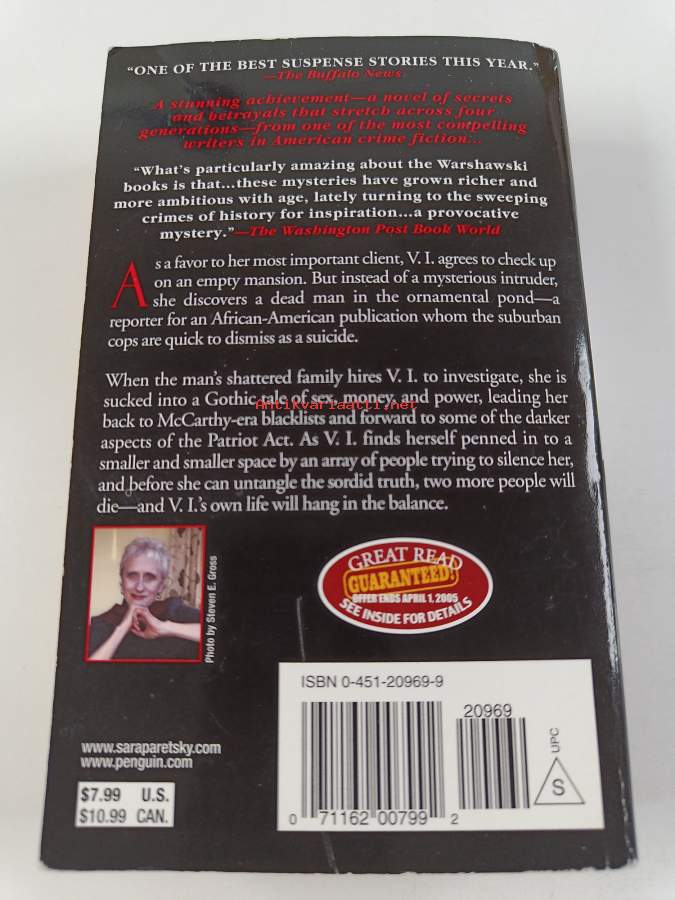 “ONE OF THE BEST SUSPENSE STORIES THIS YEAR.”
—The Buffalo News
A stunning achievement—a novel of secrets
and betrayals that stretch across four
generations—from one of the most compelling
writers in American crime fiction...
“What’s particularly amazing about the Warshawski
books is that...these mysteries have grown richer and
more ambitious with age, lately turning to the sweeping
crimes of history for inspiration...a provocative
mystery.”—The Washington Post Book World
As a favor to her most important client, V. I. agrees to check up
on an empty mansion. But instead of a mysterious intruder,
she discovers a dead man in the ornamental pond—a
reporter for an African-American publication whom the suburban
cops are quick to dismiss as a suicide.
When the man’s shattered family hires V. I. to investigate, she is
sucked into a Gothic tale of sex, money, and power, leading her
Antikvariaatti.net
back to McCarthy-era blacklists and forward to some of the darker
aspects of the Patriot Act. As V. I. finds herself penned in to a
smaller and smaller space by an array of people trying to silence her,
and before she can untangle the sordid truth, two more people will
die—and V. I.’s own life will hang in the balance.
Photo by Steven E. Gross
GREAT READ
GUARANTEED!
OFFER ENDS APRIL 1, 2005
SEE INSIDE FOR DETAILS
ISBN 0-451-20969-9
20969
UPC
S
0 71162 00799 2
www.saraparetsky.com
www.penguin.com
$7.99 U.S.
$10.99 CAN.